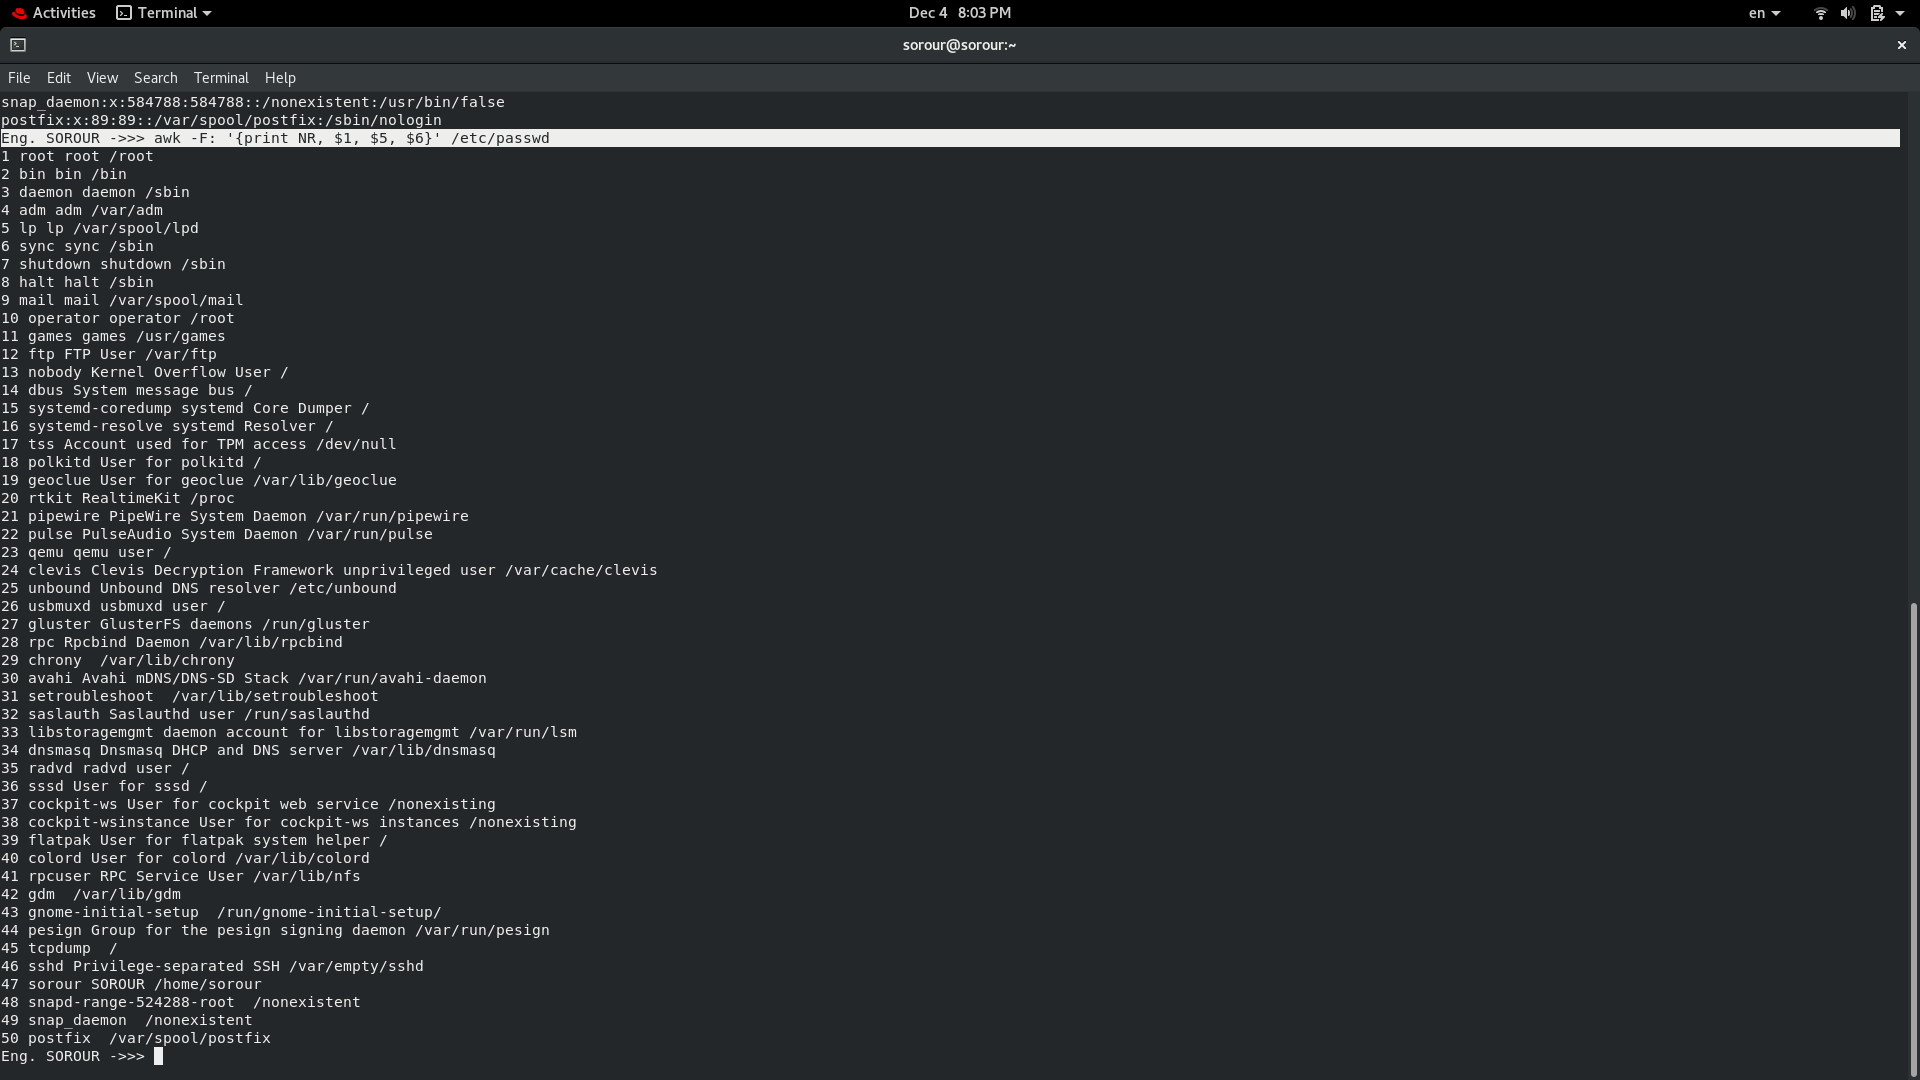 Activities Terminal Dec 4 8:03 PM en
sorour@sorour:~
File Edit View Search Terminal Help
snap_daemon:x:584788:584788::/nonexistent:/usr/bin/false
postfix:x:89:89::/var/spool/postfix:/sbin/nologin
Eng. SOROUR ->>> awk -F: '{print NR, $1, $5, $6}' /etc/passwd
1 root root /root
2 bin bin /bin
3 daemon daemon /sbin
4 adm adm /var/adm
5 lp lp /var/spool/lpd
6 sync sync /sbin
7 shutdown shutdown /sbin
8 halt halt /sbin
9 mail mail /var/spool/mail
10 operator operator /root
11 games games /usr/games
12 ftp FTP User /var/ftp
13 nobody Kernel Overflow User /
14 dbus System message bus /
15 systemd-coredump systemd Core Dumper /
16 systemd-resolve systemd Resolver /
17 tss Account used for TPM access /dev/null
18 polkitd User for polkitd /
19 geoclue User for geoclue /var/lib/geoclue
20 rtkit RealtimeKit /proc
21 pipewire PipeWire System Daemon /var/run/pipewire
22 pulse PulseAudio System Daemon /var/run/pulse
23 qemu qemu user /
24 clevis Clevis Decryption Framework unprivileged user /var/cache/clevis
25 unbound Unbound DNS resolver /etc/unbound
26 usbmuxd usbmuxd user /
27 gluster GlusterFS daemons /run/gluster
28 rpc Rpcbind Daemon /var/lib/rpcbind
29 chrony  /var/lib/chrony
30 avahi Avahi mDNS/DNS-SD Stack /var/run/avahi-daemon
31 setroubleshoot  /var/lib/setroubleshoot
32 saslauth Saslauthd user /run/saslauthd
33 libstoragemgmt daemon account for libstoragemgmt /var/run/lsm
34 dnsmasq Dnsmasq DHCP and DNS server /var/lib/dnsmasq
35 radvd radvd user /
36 sssd User for sssd /
37 cockpit-ws User for cockpit web service /nonexisting
38 cockpit-wsinstance User for cockpit-ws instances /nonexisting
39 flatpak User for flatpak system helper /
40 colord User for colord /var/lib/colord
41 rpcuser RPC Service User /var/lib/nfs
42 gdm  /var/lib/gdm
43 gnome-initial-setup  /run/gnome-initial-setup/
44 pesign Group for the pesign signing daemon /var/run/pesign
45 tcpdump  /
46 sshd Privilege-separated SSH /var/empty/sshd
47 sorour SOROUR /home/sorour
48 snapd-range-524288-root  /nonexistent
49 snap_daemon  /nonexistent
50 postfix  /var/spool/postfix
Eng. SOROUR ->>>